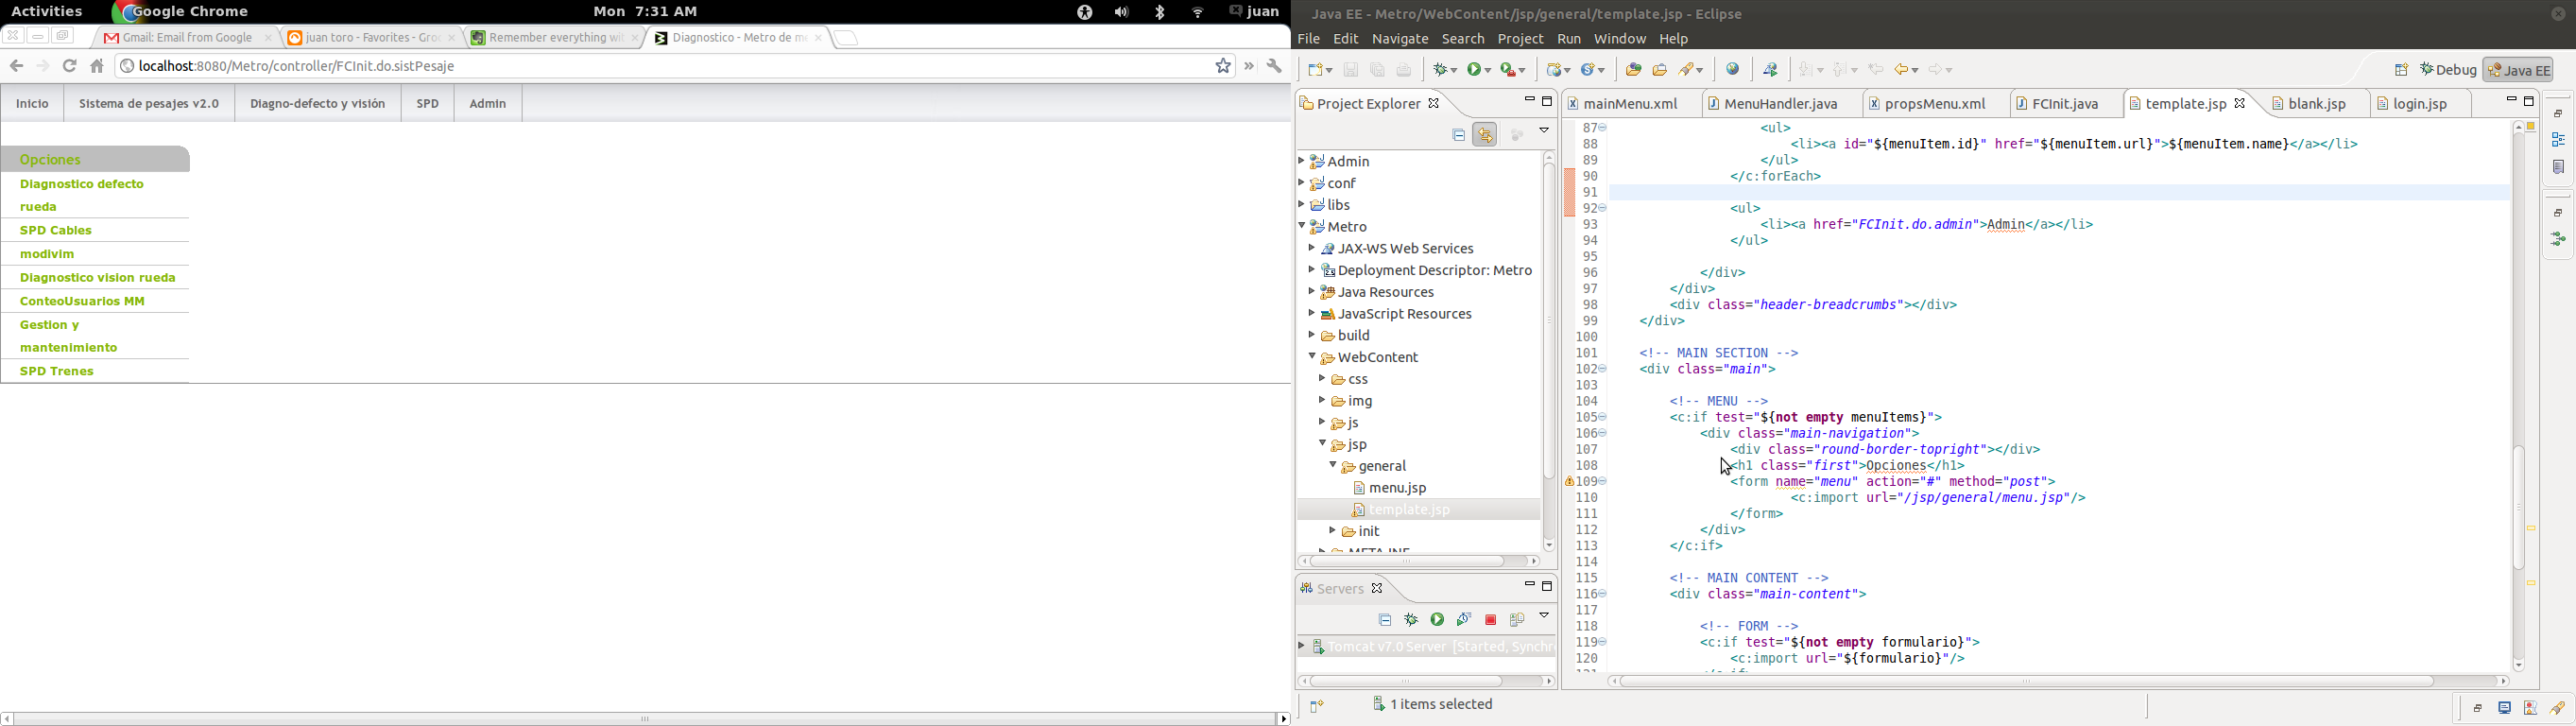 Activities
Google Chrome
Mon 7:31 AM
juan
Gmail: Email from Google
juan toro - Favorites - Gro
Remember everything wit
Diagnostico - Metro de me
localhost:8080/Metro/controller/FCInit.do.sistPesaje
Inicio
Sistema de pesajes v2.0
Diagno-defecto y visión
SPD
Admin
Opciones
Diagnostico defecto
rueda
SPD Cables
modivim
Diagnostico vision rueda
ConteoUsuarios MM
Gestion y
mantenimiento
SPD Trenes
Java EE - Metro/WebContent/jsp/general/template.jsp - Eclipse
File Edit Navigate Search Project Run Window Help
Debug
Java EE
Project Explorer
Admin
conf
libs
Metro
JAX-WS Web Services
Deployment Descriptor: Metro
Java Resources
JavaScript Resources
build
WebContent
css
img
js
jsp
general
menu.jsp
template.jsp
init
META-INF
Servers
Tomcat v7.0 Server [Started, Synchr
mainMenu.xml
MenuHandler.java
propsMenu.xml
FCInit.java
template.jsp
blank.jsp
login.jsp
87 <ul>
88 <li><a id="${menuItem.id}" href="${menuItem.url}">${menuItem.name}</a></li>
89 </ul>
90 </c:forEach>
91
92 <ul>
93 <li><a href="FCInit.do.admin">Admin</a></li>
94 </ul>
95
96 </div>
97 </div>
98 <div class="header-breadcrumbs"></div>
99 </div>
100
101 <!-- MAIN SECTION -->
102 <div class="main">
103
104 <!-- MENU -->
105 <c:if test="${not empty menuItems}">
106 <div class="main-navigation">
107 <div class="round-border-topright"></div>
108 <h1 class="first">Opciones</h1>
109 <form name="menu" action="#" method="post">
110 <c:import url="/jsp/general/menu.jsp"/>
111 </form>
112 </div>
113 </c:if>
114
115 <!-- MAIN CONTENT -->
116 <div class="main-content">
117
118 <!-- FORM -->
119 <c:if test="${not empty formulario}">
120 <c:import url="${formulario}"/>
1 items selected